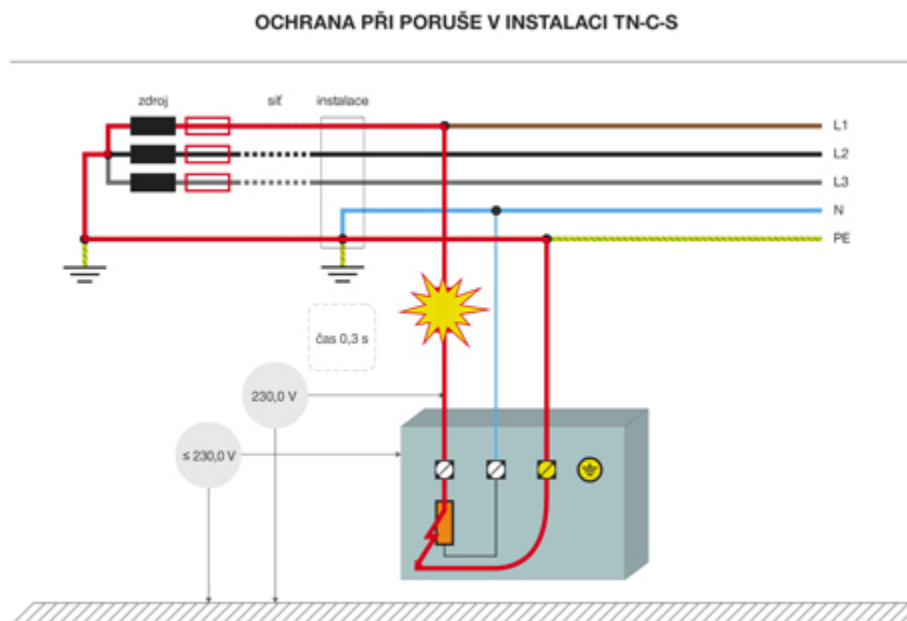 OCHRANA PŘI PORUŠE V INSTALACI TN-C-S
zdroj
síť
instalace
L1
L2
L3
N
PE
čas 0,3 s
230,0 V
≤ 230,0 V